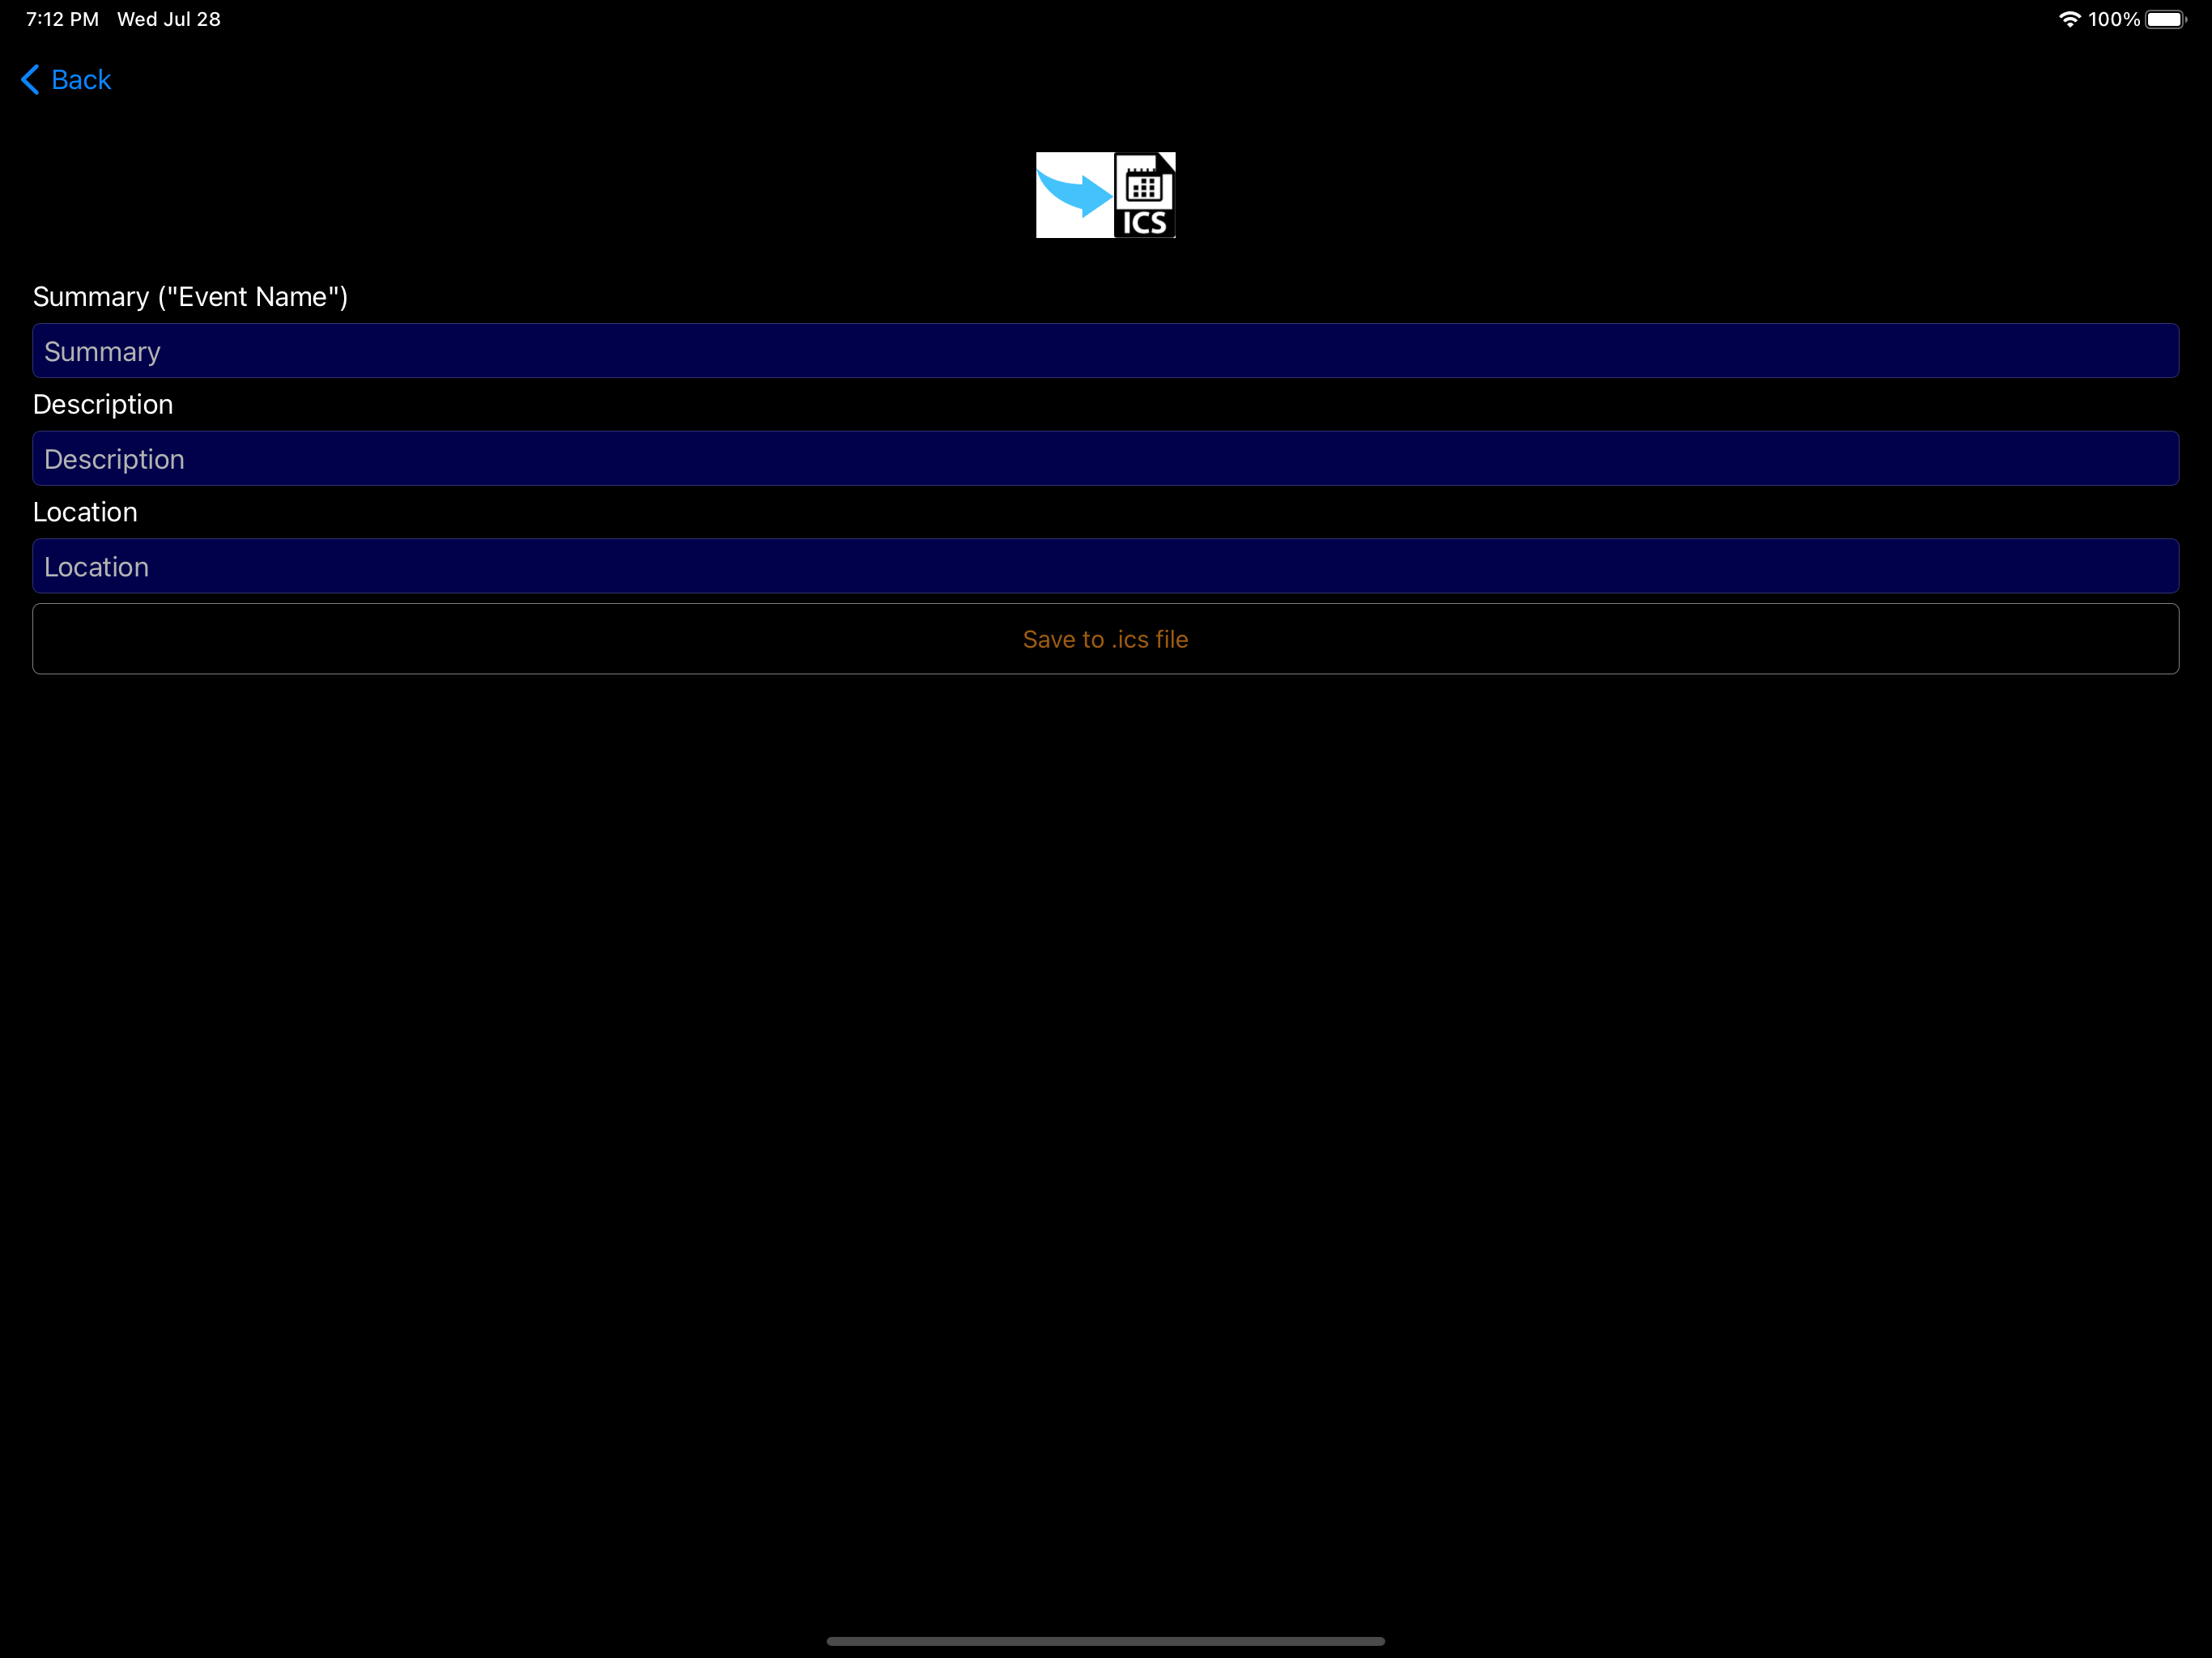 7:12 PM Wed Jul 28 100%
Back
ICS
Summary ("Event Name")
Summary
Description
Description
Location
Location
Save to .ics file